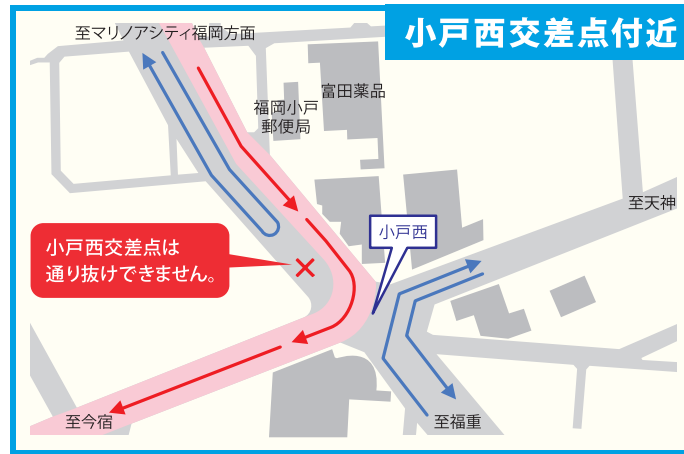 小戸西交差点付近
至マリノアシティ福岡方面
富田薬品
福岡小戸
郵便局
至天神
小戸西
小戸西交差点は
通り抜けできません。
至今宿
至福重